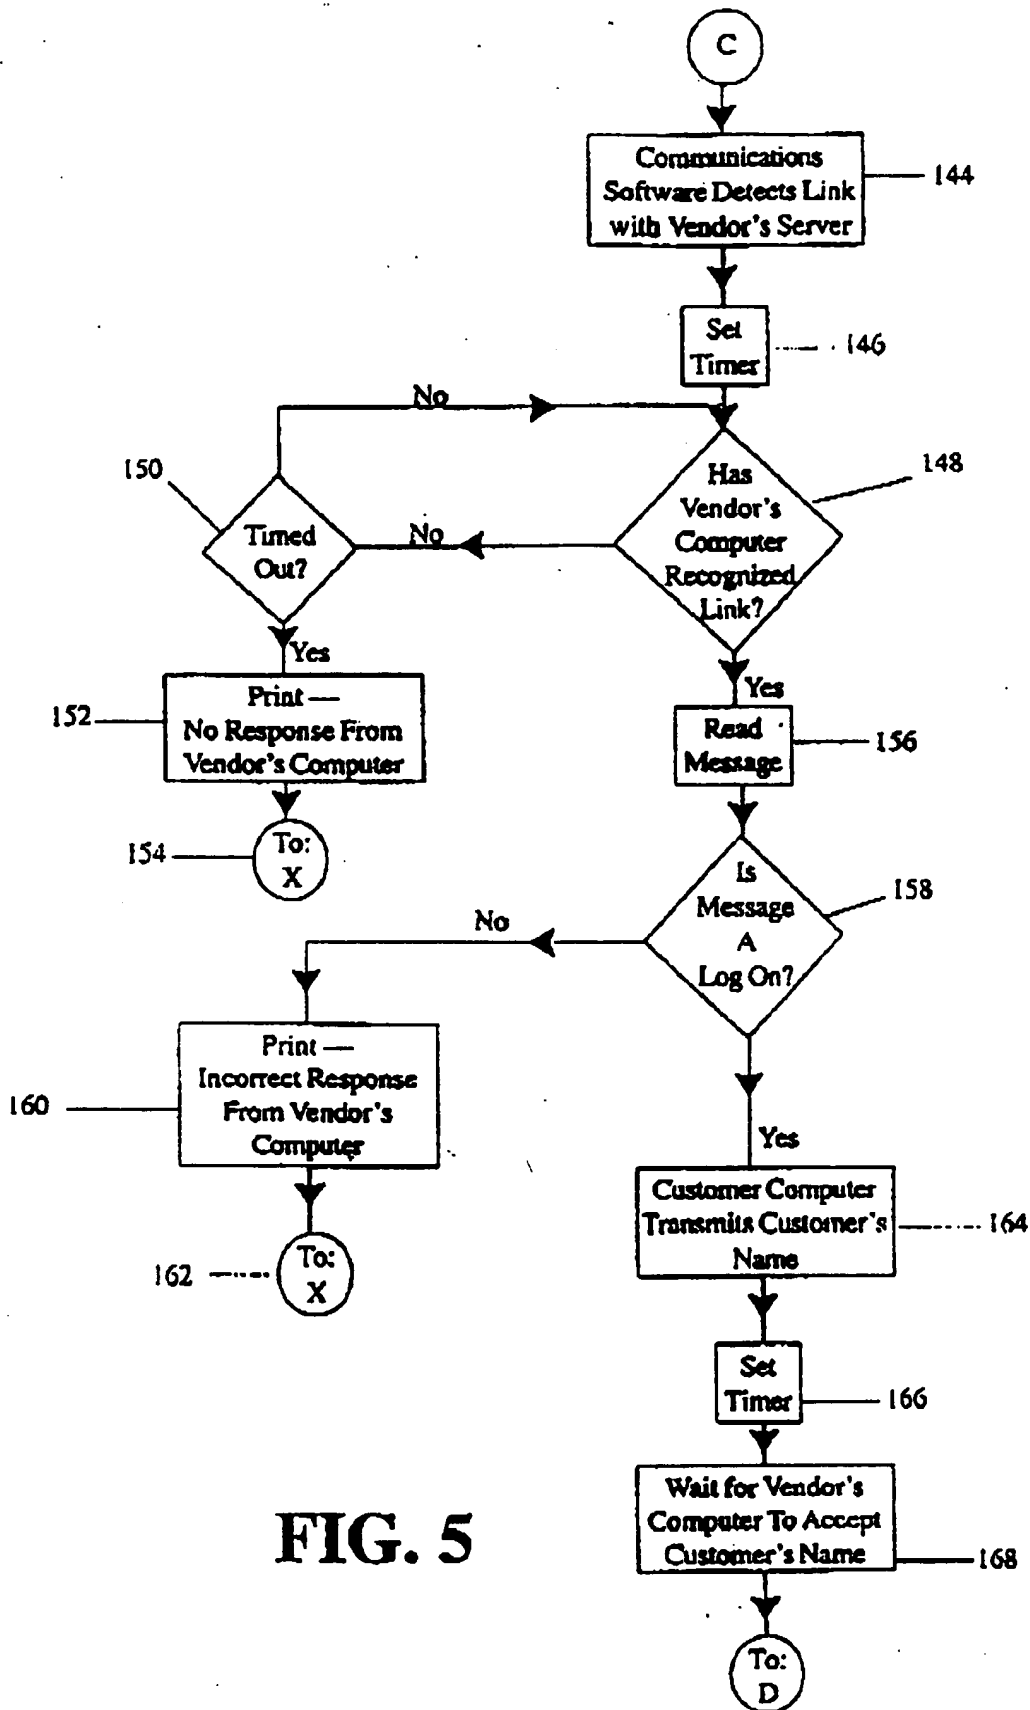 C
Communications
Software Detects Link
with Vendor's Server
144
Set
Timer
146
No
150
Timed
Out?
No
Has
Vendor's
Computer
Recognized
Link?
148
Yes
Print —
No Response From
Vendor's Computer
152
To:
X
154
Yes
Read
Message
156
Is
Message
A
Log On?
158
No
Print —
Incorrect Response
From Vendor's
Computer
160
To:
X
162
Yes
Customer Computer
Transmits Customer's
Name
164
Set
Timer
166
Wait for Vendor's
Computer To Accept
Customer's Name
168
To:
D
FIG. 5